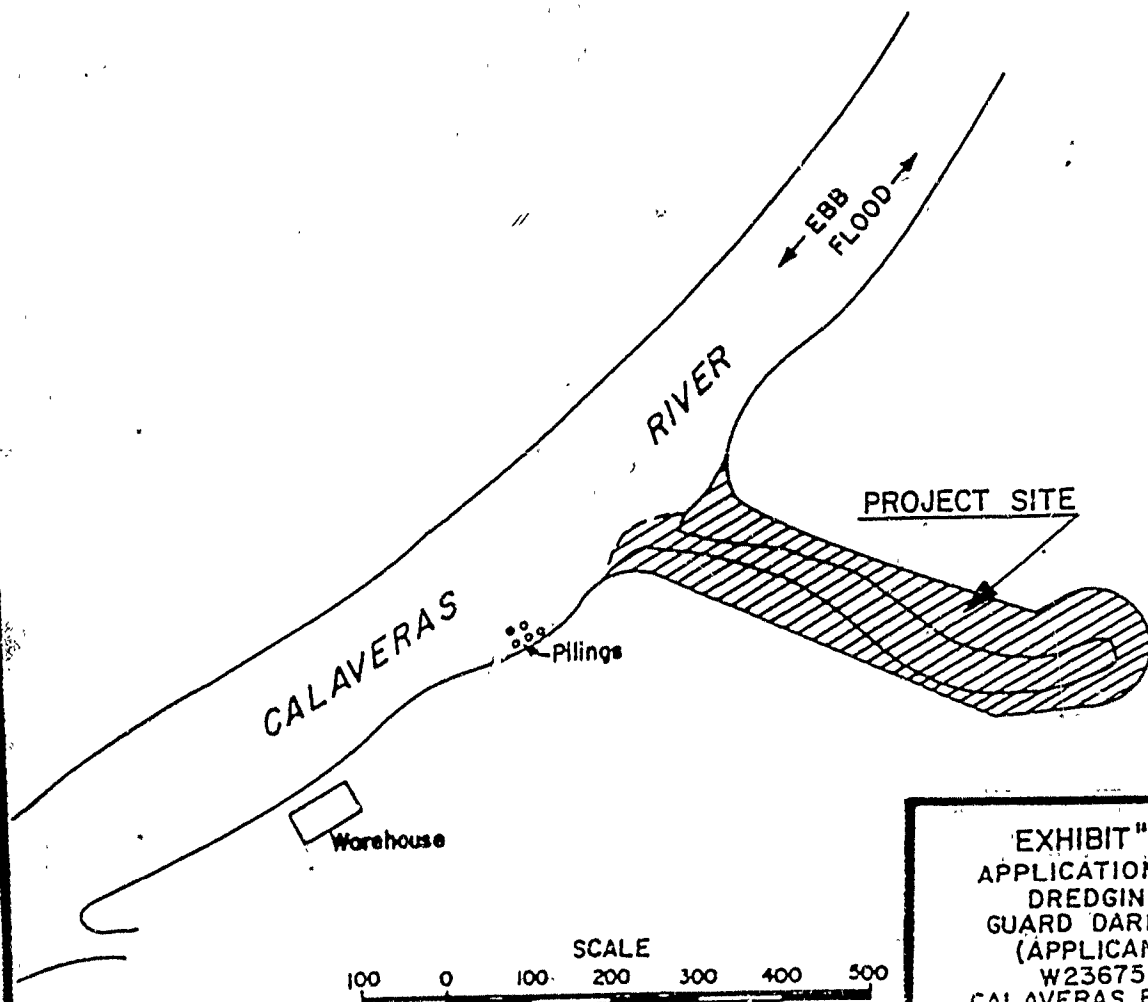 EBB
FLOOD
RIVER
PROJECT SITE
CALAVERAS
Pilings
Warehouse
SCALE
100 0 100 200 300 400 500
EXHIBIT "
APPLICATION
DREDGIN
GUARD DAR
(APPLICAN
W23675